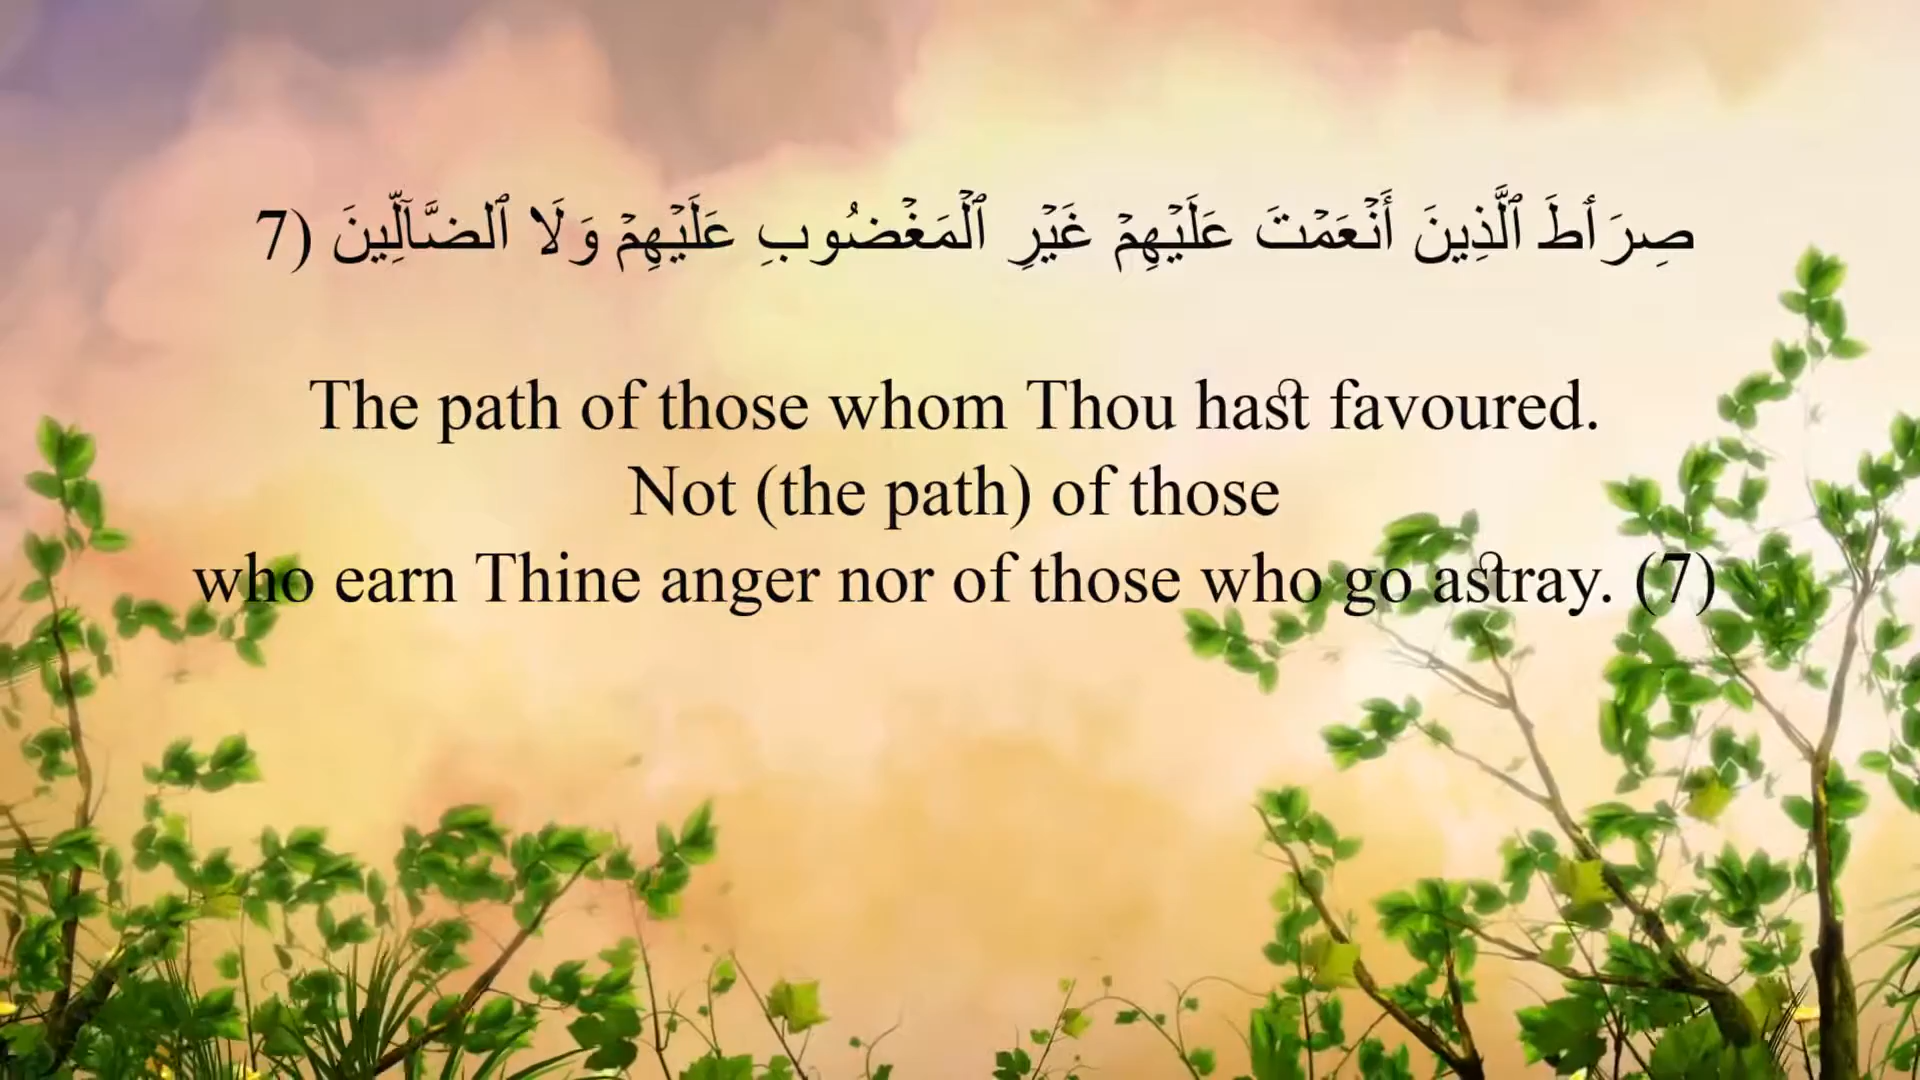 صِرَٲطَ ٱلَّذِينَ أَنۡعَمۡتَ عَلَيۡهِمۡ غَيۡرِ ٱلۡمَغۡضُوبِ عَلَيۡهِمۡ وَلَا ٱلضَّآلِّينَ (7
The path of those whom Thou hast favoured.
Not (the path) of those
who earn Thine anger nor of those who go astray. (7)